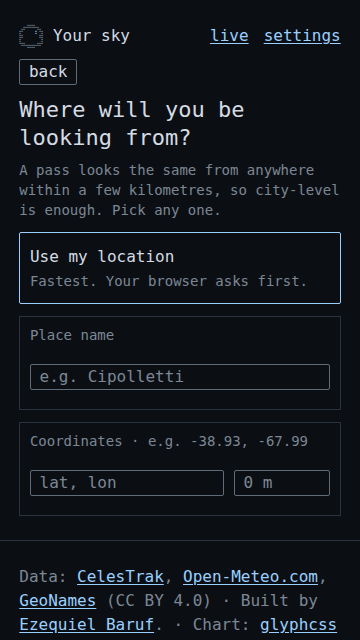 Your sky live settings
back
Where will you be
looking from?
A pass looks the same from anywhere
within a few kilometres, so city-level
is enough. Pick any one.
Use my location
Fastest. Your browser asks first.
Place name
e.g. Cipolletti
Coordinates · e.g. -38.93, -67.99
lat, lon 0 m
Data: CelesTrak, Open-Meteo.com,
GeoNames (CC BY 4.0) · Built by
Ezequiel Baruf. · Chart: glyphcss